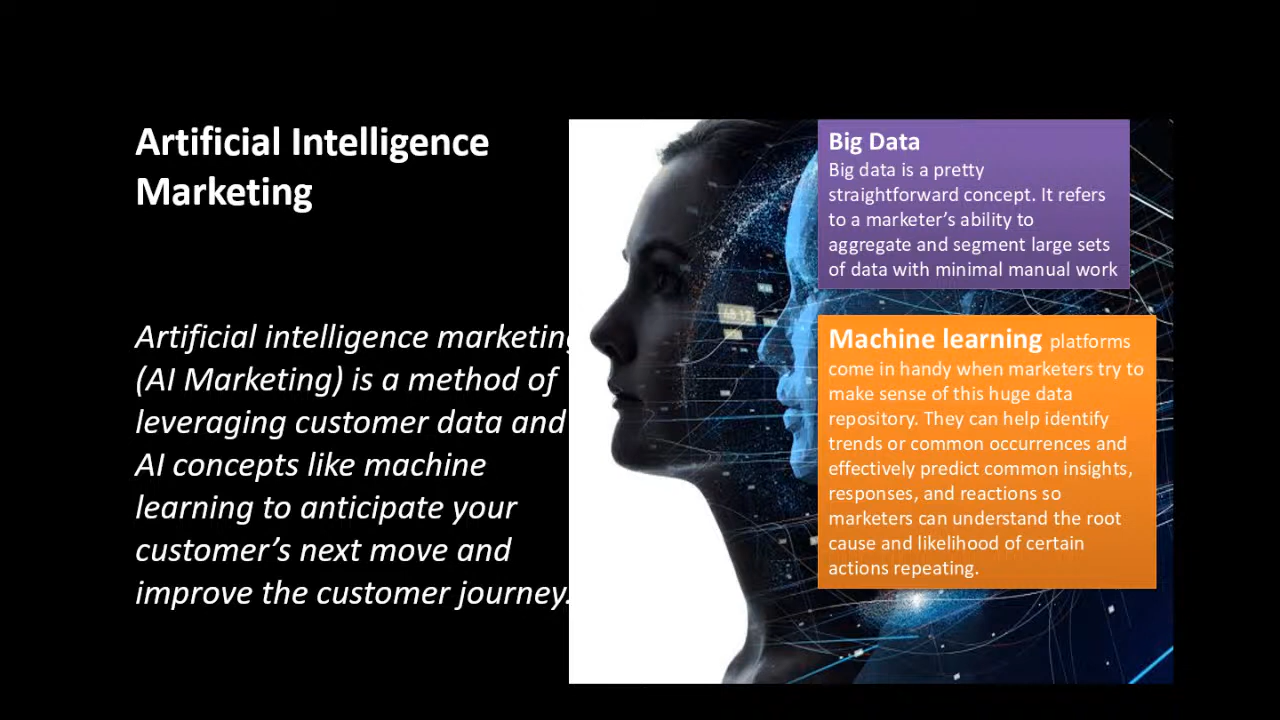 Artificial Intelligence
Marketing
Artificial intelligence marketing
(AI Marketing) is a method of
leveraging customer data and
AI concepts like machine
learning to anticipate your
customer’s next move and
improve the customer journey.
Big Data
Big data is a pretty
straightforward concept. It refers
to a marketer’s ability to
aggregate and segment large sets
of data with minimal manual work
Machine learning platforms
come in handy when marketers try to
make sense of this huge data
repository. They can help identify
trends or common occurrences and
effectively predict common insights,
responses, and reactions so
marketers can understand the root
cause and likelihood of certain
actions repeating.